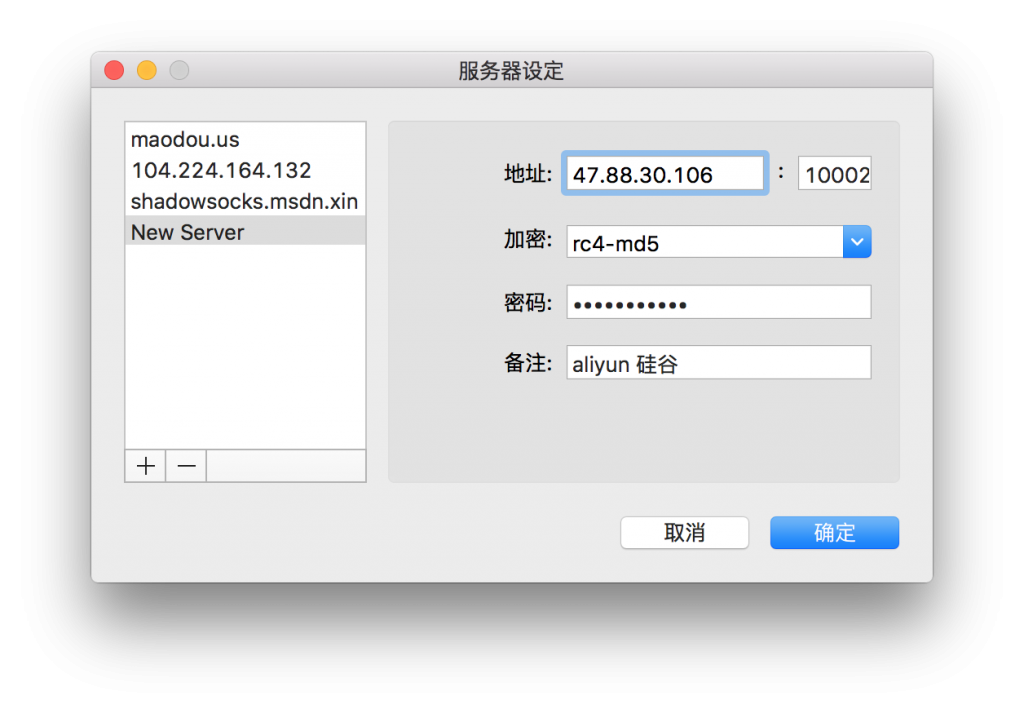 服务器设定
maodou.us
104.224.164.132
shadowsocks.msdn.xin
New Server
地址: 47.88.30.106 : 10002
加密: rc4-md5
密码: •••••••••••
备注: aliyun 硅谷
取消 确定